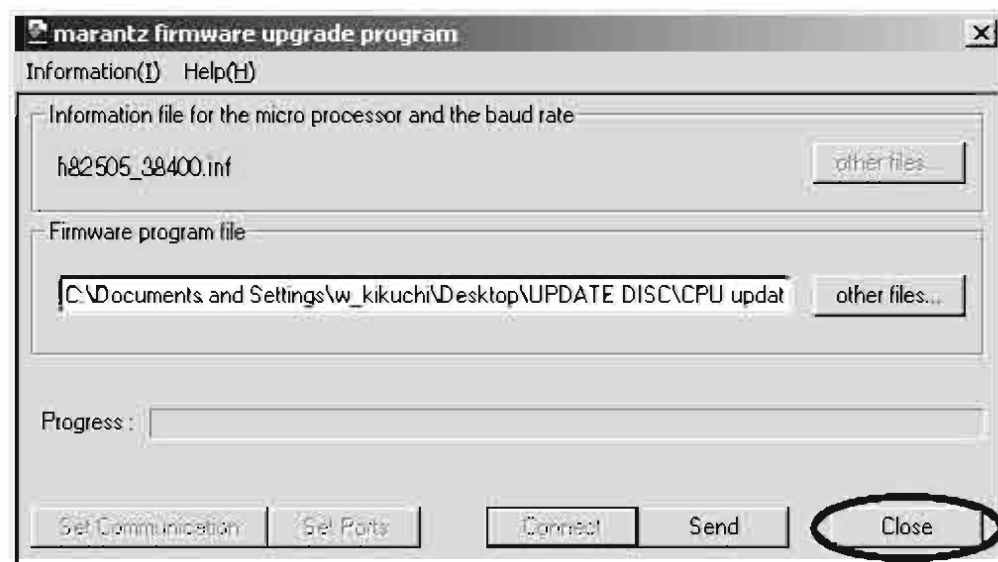 marantz firmware upgrade program
Information(I) Help(H)
Information file for the micro processor and the baud rate
h82505_38400.inf
other files...
Firmware program file
C:\Documents and Settings\w_kikuchi\Desktop\UPDATE DISC\CPU updat
other files...
Progress :
Set Communication Set Ports Connect Send Close